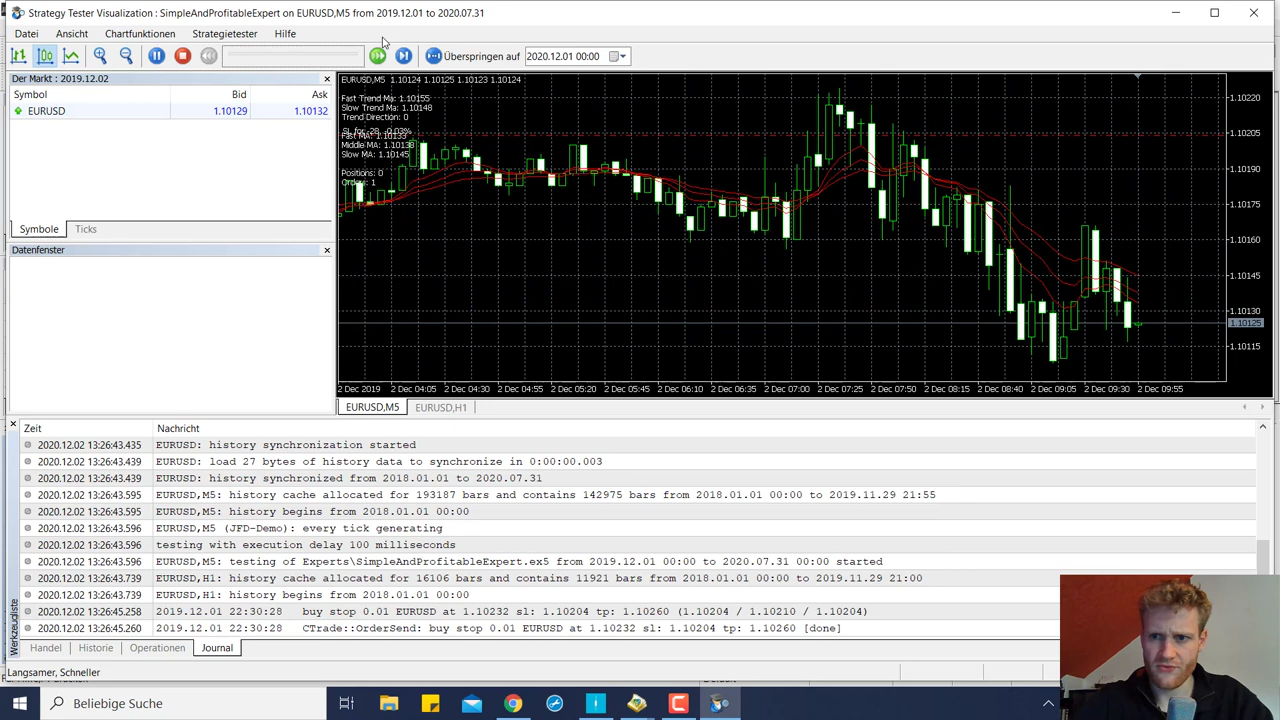 Strategy Tester Visualization : SimpleAndProfitableExpert on EURUSD,M5 from 2019.12.01 to 2020.07.31
Datei Ansicht Chartfunktionen Strategietester Hilfe
Überspringen auf 2020.12.01 00:00
Der Markt : 2019.12.02
Symbol Bid Ask
EURUSD 1.10129 1.10132
Symbole Ticks
Datenfenster
EURUSD,M5 1.10124 1.10125 1.10123 1.10124
Fast Trend Ma: 1.10155
Slow Trend Ma: 1.10148
Trend Direction: 0
Fast MA: 1.10133
Middle MA: 1.10138
Slow MA: 1.10145
Positions: 0
Orders: 1
1.10220
1.10205
1.10190
1.10175
1.10160
1.10145
1.10130
1.10125
1.10115
2 Dec 2019 2 Dec 04:05 2 Dec 04:30 2 Dec 04:55 2 Dec 05:20 2 Dec 05:45 2 Dec 06:10 2 Dec 06:35 2 Dec 07:00 2 Dec 07:25 2 Dec 07:50 2 Dec 08:15 2 Dec 08:40 2 Dec 09:05 2 Dec 09:30 2 Dec 09:55
EURUSD,M5 EURUSD,H1
Zeit Nachricht
2020.12.02 13:26:43.435 EURUSD: history synchronization started
2020.12.02 13:26:43.439 EURUSD: load 27 bytes of history data to synchronize in 0:00:00.003
2020.12.02 13:26:43.439 EURUSD: history synchronized from 2018.01.01 to 2020.07.31
2020.12.02 13:26:43.595 EURUSD,M5: history cache allocated for 193187 bars and contains 142975 bars from 2018.01.01 00:00 to 2019.11.29 21:55
2020.12.02 13:26:43.595 EURUSD,M5: history begins from 2018.01.01 00:00
2020.12.02 13:26:43.596 EURUSD,M5 (JFD-Demo): every tick generating
2020.12.02 13:26:43.596 testing with execution delay 100 milliseconds
2020.12.02 13:26:43.596 EURUSD,M5: testing of Experts\SimpleAndProfitableExpert.ex5 from 2019.12.01 00:00 to 2020.07.31 00:00 started
2020.12.02 13:26:43.739 EURUSD,H1: history cache allocated for 16106 bars and contains 11921 bars from 2018.01.01 00:00 to 2019.11.29 21:00
2020.12.02 13:26:43.739 EURUSD,H1: history begins from 2018.01.01 00:00
2020.12.02 13:26:45.258 2019.12.01 22:30:28 buy stop 0.01 EURUSD at 1.10232 sl: 1.10204 tp: 1.10260 (1.10174 / 1.10210 / 1.10204)
2020.12.02 13:26:45.260 2019.12.01 22:30:28 CTrade::OrderSend: buy stop 0.01 EURUSD at 1.10232 sl: 1.10204 tp: 1.10260 [done]
Werkzeugliste
Handel Historie Operationen Journal
Langsamer, Schneller
Beliebige Suche